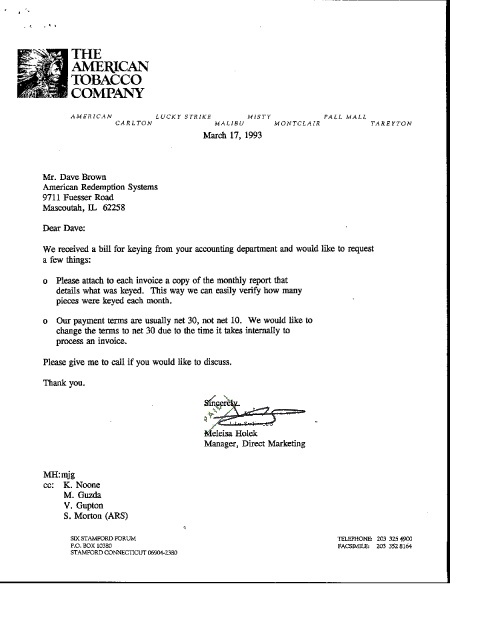 THE
AMERICAN
TOBACCO
COMPANY
AMERICAN LUCKY STRIKE MISTY PALL MALL
CARLTON MALIBU MONTCLAIR TAREYTON
March 17, 1993
Mr. Dave Brown
American Redemption Systems
9711 Fuesser Road
Mascoutah, IL 62258
Dear Dave:
We received a bill for keying from your accounting department and would like to request
a few things:
o Please attach to each invoice a copy of the monthly report that
details what was keyed. This way we can easily verify how many
pieces were keyed each month.
o Our payment terms are usually net 30, not net 10. We would like to
change the terms to net 30 due to the time it takes internally to
process an invoice.
Please give me to call if you would like to discuss.
Thank you.
Sincerely,
Meleisa Holek
Manager, Direct Marketing
MH:mjg
cc: K. Noone
M. Guzda
V. Gupton
S. Morton (ARS)
SIX STAMFORD FORUM TELEPHONE: 203 325 4900
P.O. BOX 10380 FACSIMILE: 203 352 8164
STAMFORD CONNECTICUT 06904-2380